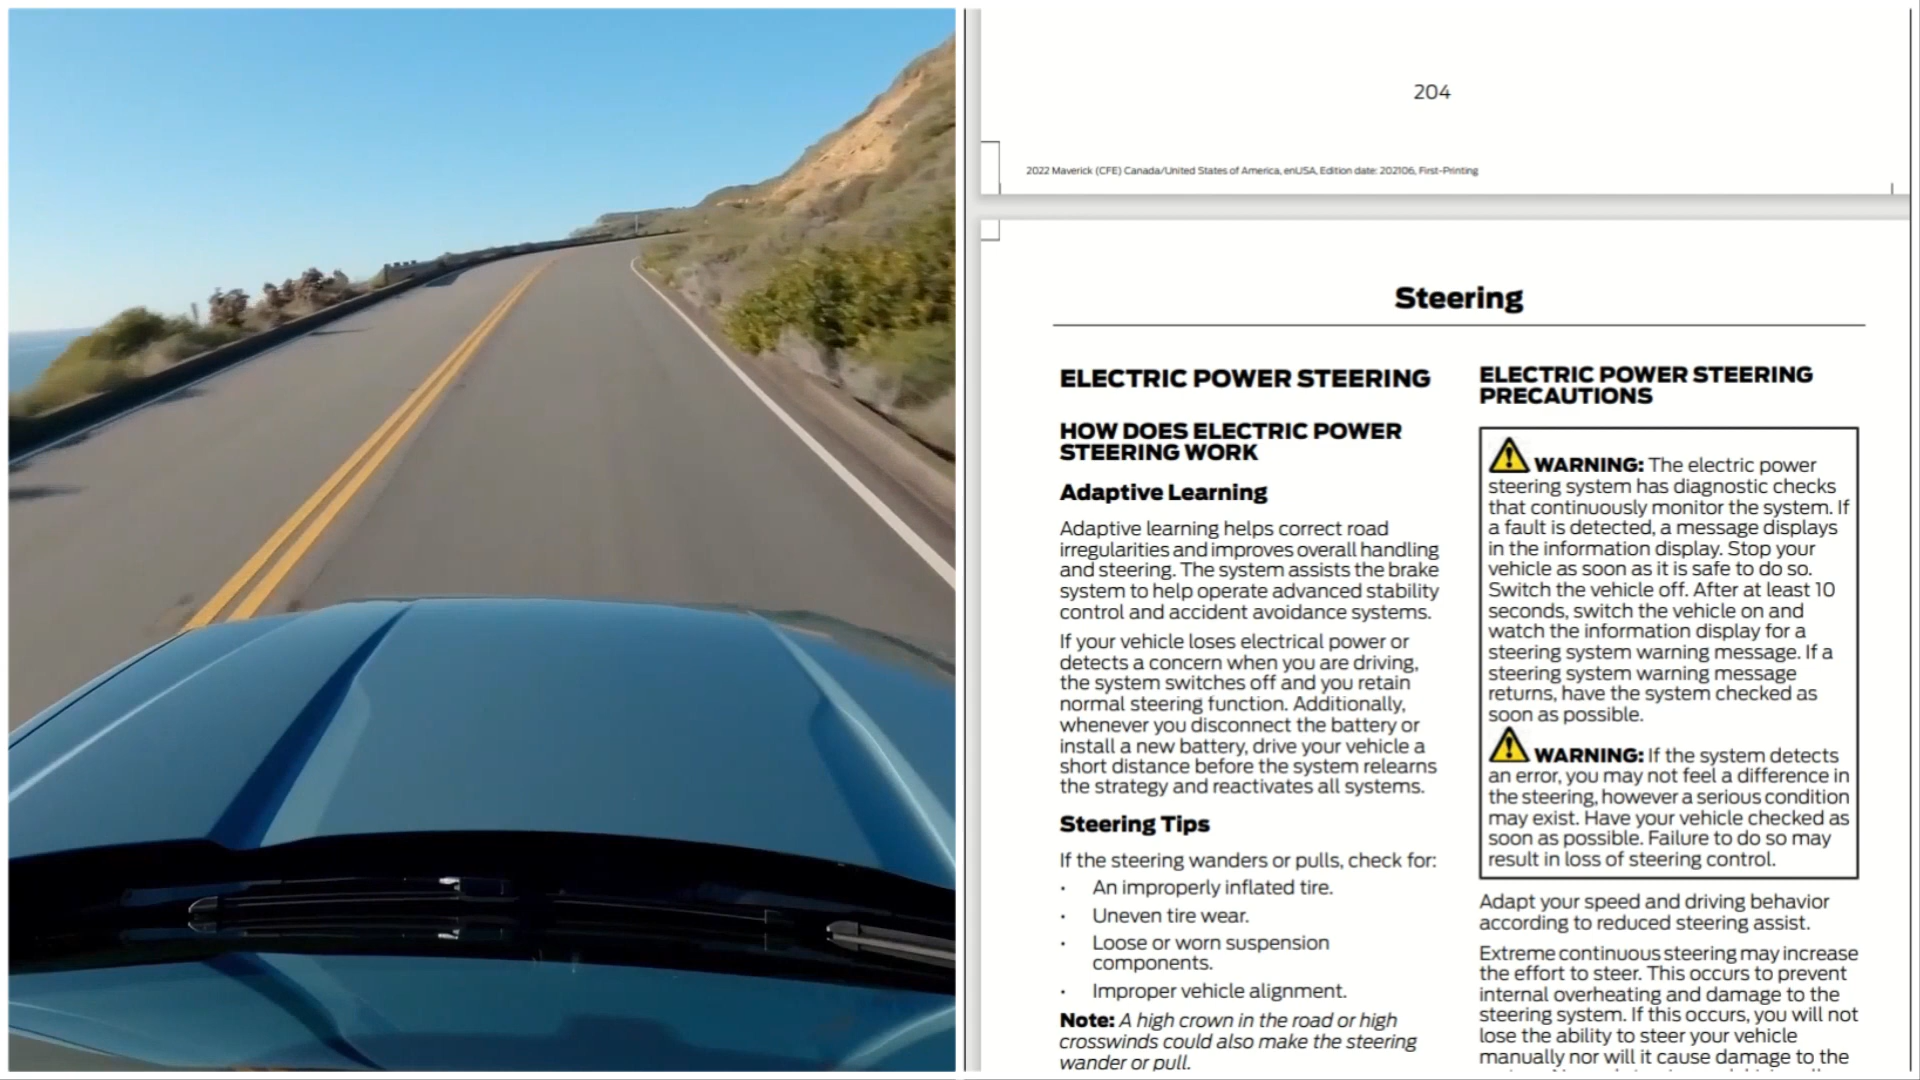 204
2022 Maverick (CFE) Canada/United States of America, enUSA, Edition date: 202106, First-Printing
Steering
ELECTRIC POWER STEERING
HOW DOES ELECTRIC POWER
STEERING WORK
Adaptive Learning
Adaptive learning helps correct road
irregularities and improves overall handling
and steering. The system assists the brake
system to help operate advanced stability
control and accident avoidance systems.
If your vehicle loses electrical power or
detects a concern when you are driving,
the system switches off and you retain
normal steering function. Additionally,
whenever you disconnect the battery or
install a new battery, drive your vehicle a
short distance before the system relearns
the strategy and reactivates all systems.
Steering Tips
If the steering wanders or pulls, check for:
· An improperly inflated tire.
· Uneven tire wear.
· Loose or worn suspension
components.
· Improper vehicle alignment.
Note: A high crown in the road or high
crosswinds could also make the steering
wander or pull.
ELECTRIC POWER STEERING
PRECAUTIONS
WARNING: The electric power
steering system has diagnostic checks
that continuously monitor the system. If
a fault is detected, a message displays
in the information display. Stop your
vehicle as soon as it is safe to do so.
Switch the vehicle off. After at least 10
seconds, switch the vehicle on and
watch the information display for a
steering system warning message. If a
steering system warning message
returns, have the system checked as
soon as possible.
WARNING: If the system detects
an error, you may not feel a difference in
the steering, however a serious condition
may exist. Have your vehicle checked as
soon as possible. Failure to do so may
result in loss of steering control.
Adapt your speed and driving behavior
according to reduced steering assist.
Extreme continuous steering may increase
the effort to steer. This occurs to prevent
internal overheating and damage to the
steering system. If this occurs, you will not
lose the ability to steer your vehicle
manually nor will it cause damage to the